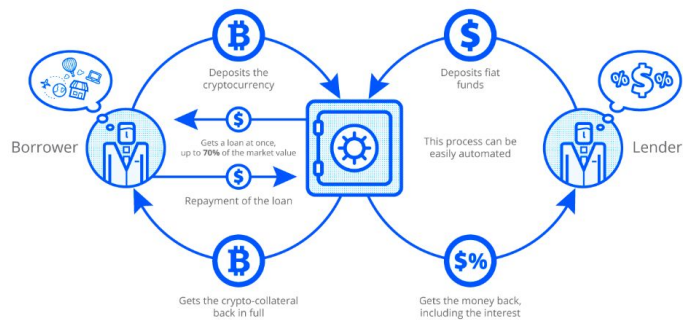 Deposits the
cryptocurrency
Deposits fiat
funds
% $ %
Borrower
$
Gets a loan at once,
up to 70% of the market value
This process can be
easily automated
Lender
$
Repayment of the loan
$%
Gets the crypto-collateral
back in full
Gets the money back,
including the interest